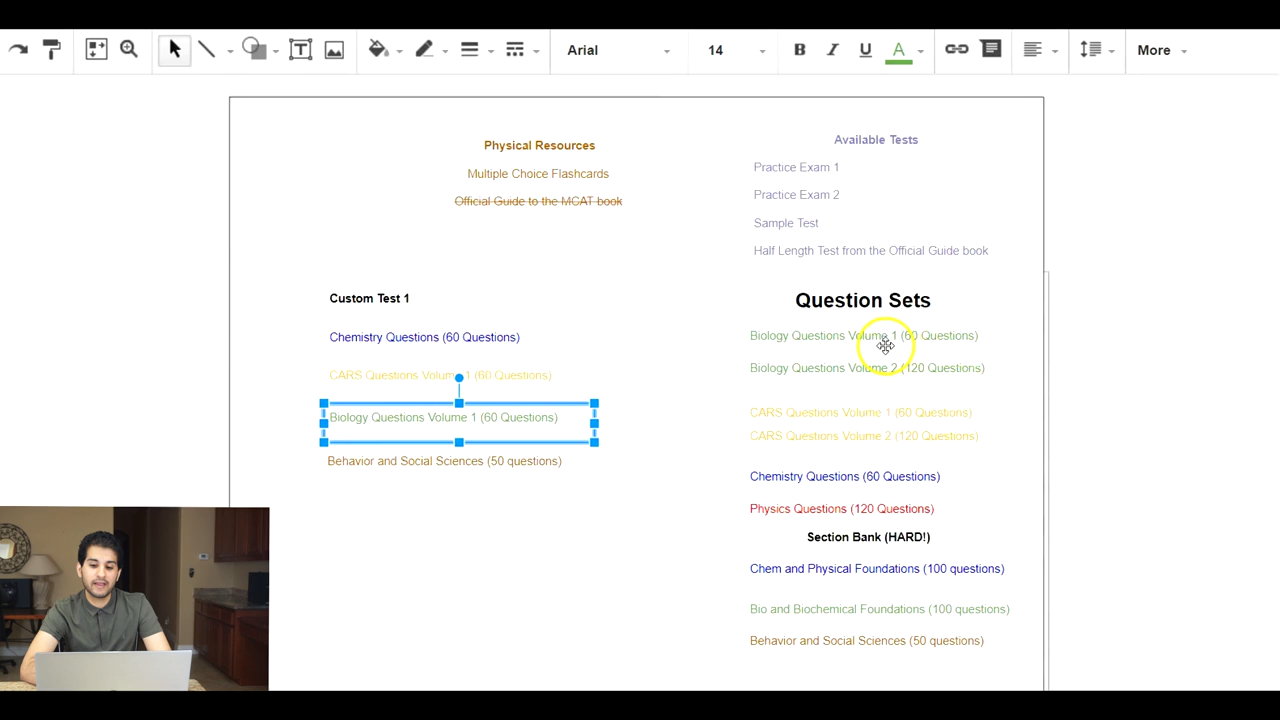 Arial
14
B
I
U
A
More
Physical Resources
Multiple Choice Flashcards
Official Guide to the MCAT book
Available Tests
Practice Exam 1
Practice Exam 2
Sample Test
Half Length Test from the Official Guide book
Custom Test 1
Chemistry Questions (60 Questions)
CARS Questions Volume 1 (60 Questions)
Biology Questions Volume 1 (60 Questions)
Behavior and Social Sciences (50 questions)
Question Sets
Biology Questions Volume 1 (60 Questions)
Biology Questions Volume 2 (120 Questions)
CARS Questions Volume 1 (60 Questions)
CARS Questions Volume 2 (120 Questions)
Chemistry Questions (60 Questions)
Physics Questions (120 Questions)
Section Bank (HARD!)
Chem and Physical Foundations (100 questions)
Bio and Biochemical Foundations (100 questions)
Behavior and Social Sciences (50 questions)